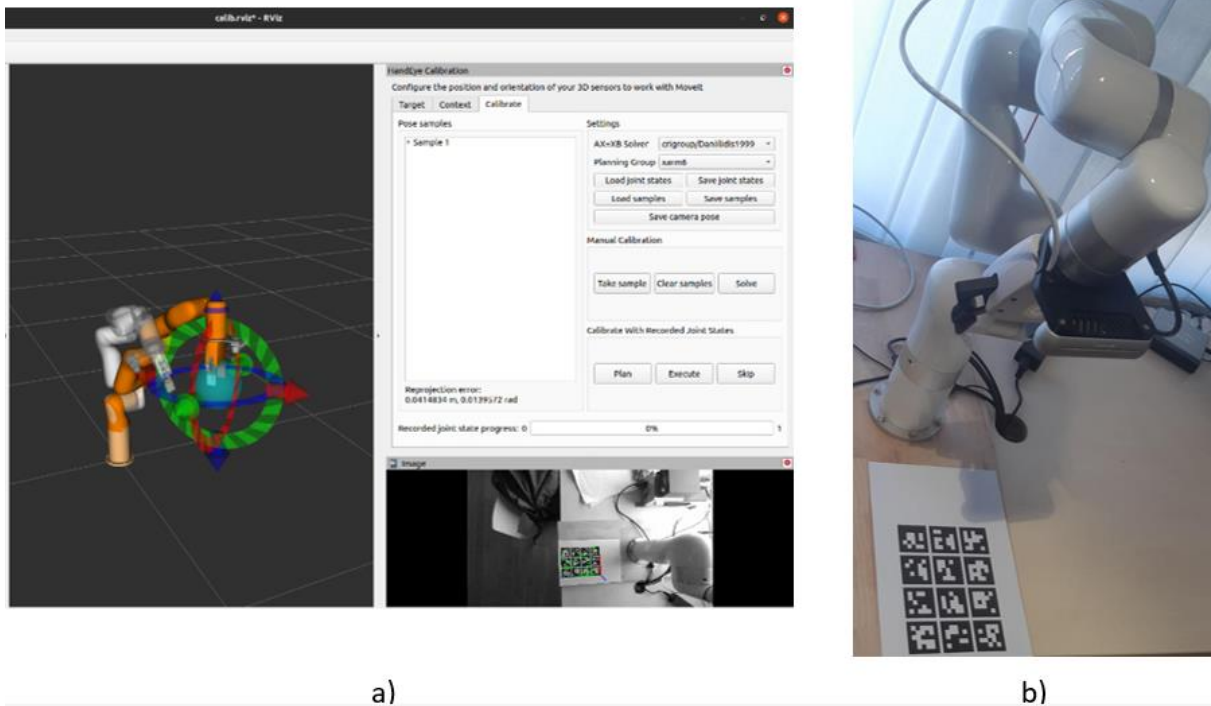 calib.rviz* - RViz
HandEye Calibration
Configure the position and orientation of your 3D sensors to work with MoveIt
Target Context Calibrate
Pose samples
Sample 1
Reprojection error:
0.0414834 m, 0.0139572 rad
Settings
AX=XB Solver crigroup/Daniilidis1999
Planning Group xarm6
Load joint states Save joint states
Load samples Save samples
Save camera pose
Manual Calibration
Take sample Clear samples Solve
Calibrate With Recorded Joint States
Plan Execute Skip
Recorded joint state progress: 0 0% 1
Image
a) b)